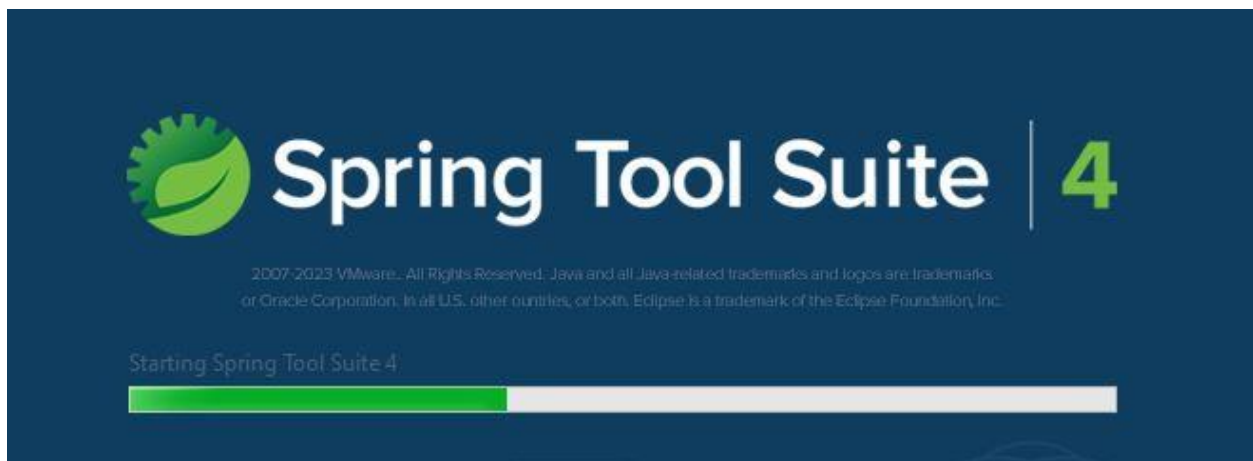 Spring Tool Suite 4
2007-2023 VMware.. All Rights Reserved. Java and all Java-related trademarks and logos are trademarks
or Oracle Corporation. In all U.S. other ountries, or both. Eclipse is a trademark of the Eclipse Foundation, Inc.
Starting Spring Tool Suite 4